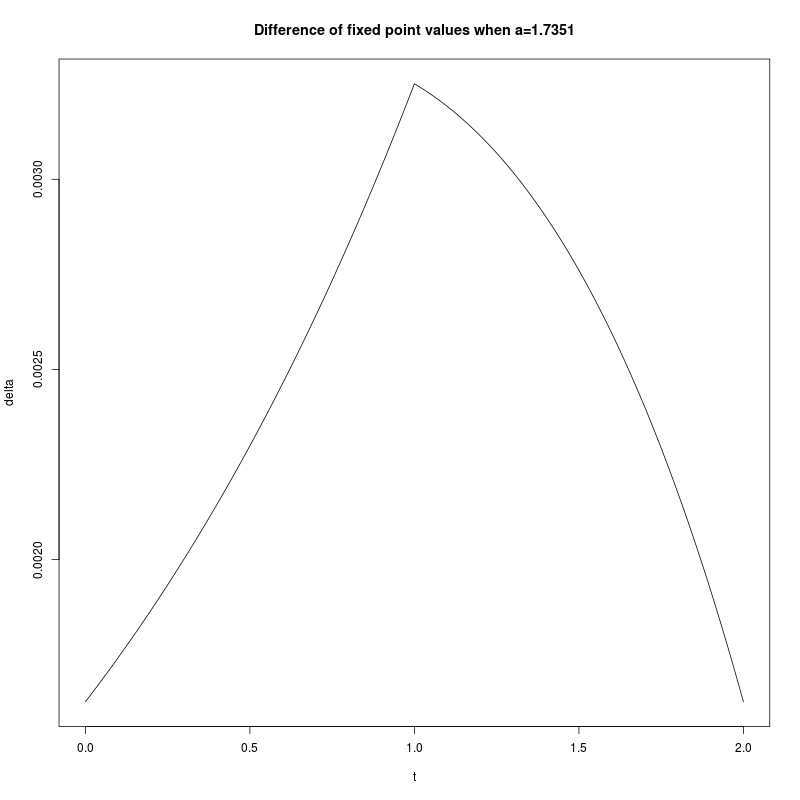 Difference of fixed point values when a=1.7351
delta
0.0030
0.0025
0.0020
0.0 0.5 1.0 1.5 2.0
t